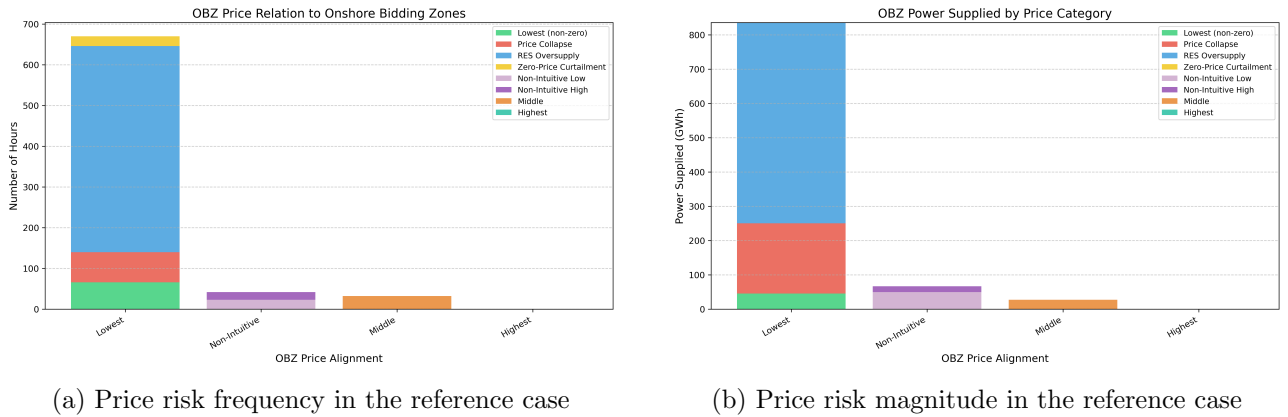 OBZ Price Relation to Onshore Bidding Zones
Number of Hours
700
600
500
400
300
200
100
0
Lowest (non-zero)
Price Collapse
RES Oversupply
Zero-Price Curtailment
Non-Intuitive Low
Non-Intuitive High
Middle
Highest
Lowest
Non-Intuitive
Middle
Highest
OBZ Price Alignment
(a) Price risk frequency in the reference case
OBZ Power Supplied by Price Category
Power Supplied (GWh)
800
700
600
500
400
300
200
100
0
Lowest (non-zero)
Price Collapse
RES Oversupply
Zero-Price Curtailment
Non-Intuitive Low
Non-Intuitive High
Middle
Highest
Lowest
Non-Intuitive
Middle
Highest
OBZ Price Alignment
(b) Price risk magnitude in the reference case